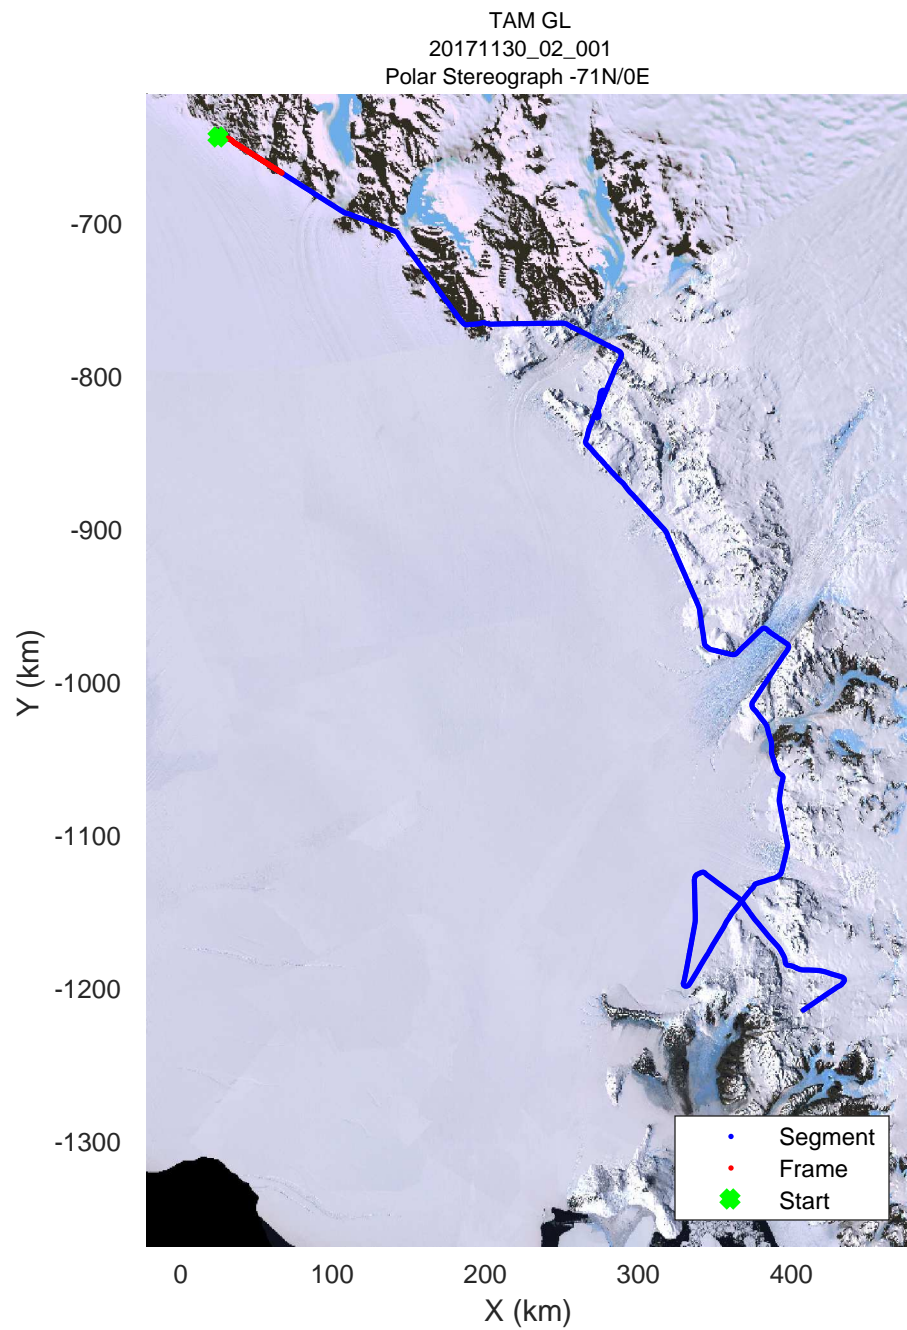 TAM GL
20171130_02_001
Polar Stereograph -71N/0E
-700
-800
-900
-1000
-1100
-1200
-1300
Y (km)
0 100 200 300 400
X (km)
Segment
Frame
Start